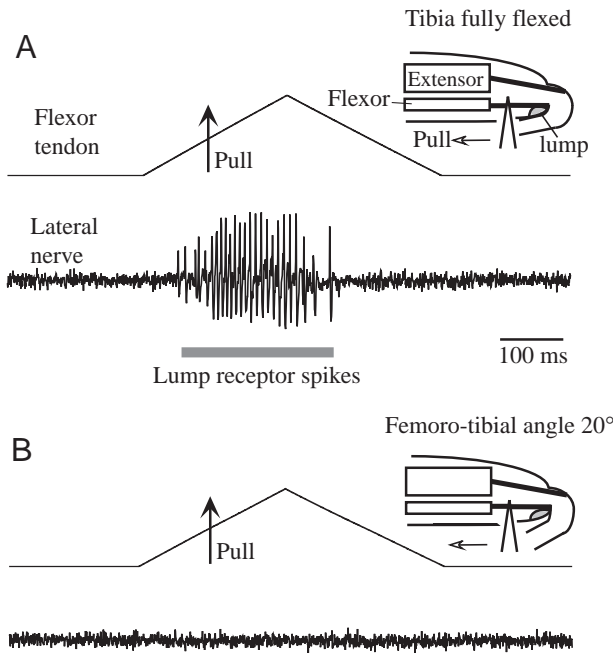 Tibia fully flexed
A
Extensor
Flexor
Flexor
tendon
Pull
Pull
lump
Lateral
nerve
100 ms
Lump receptor spikes
Femoro-tibial angle 20°
B
Pull